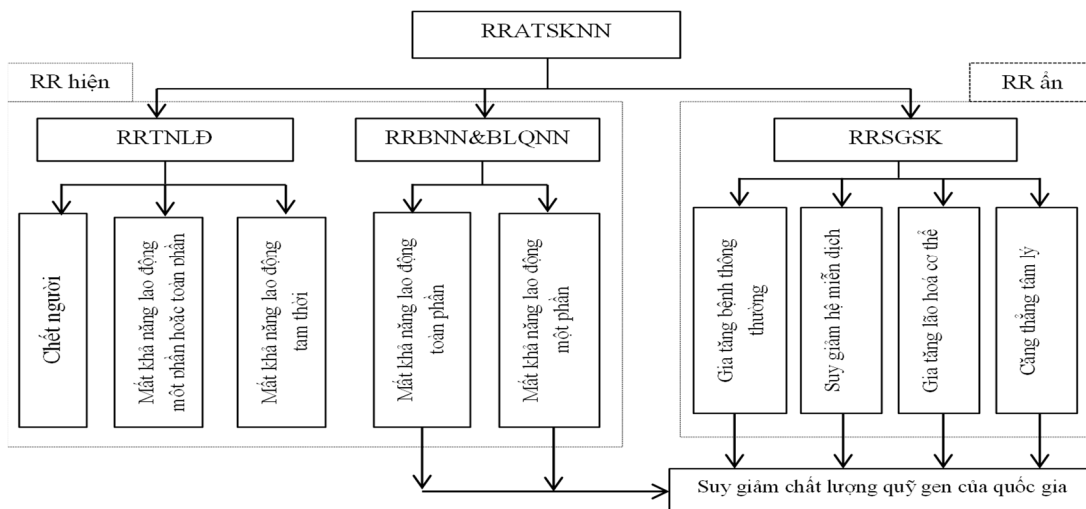 RRATSKNN
RR hiện
RR ẩn
RRTNLĐ
RRBNN&BLQNN
RRSGSK
Chết người
Mất khả năng lao động
một phần hoặc toàn phần
Mất khả năng lao động
tam thời
Mất khả năng lao động
toàn phần
Mất khả năng lao động
một phần
Gia tăng bệnh thông
thường
Suy giảm hệ miễn dịch
Gia tăng lão hoá cơ thể
Căng thẳng tâm lý
Suy giảm chất lượng quỹ gen của quốc gia